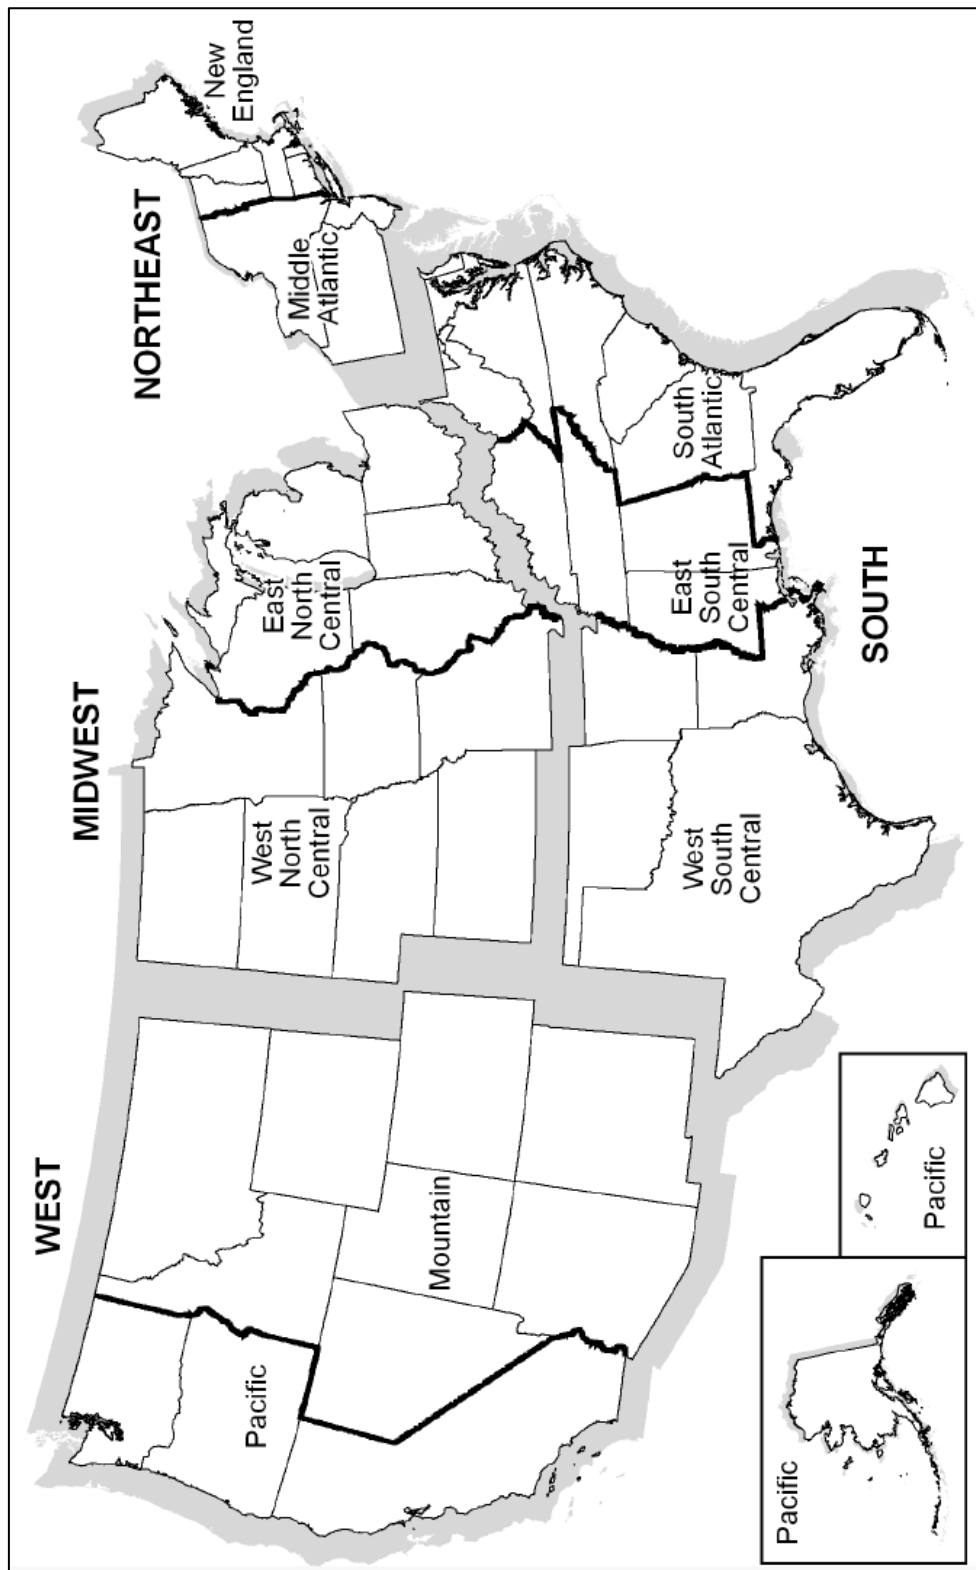 WEST
MIDWEST
NORTHEAST
New
England
Middle
Atlantic
East
North
Central
West
North
Central
Pacific
Mountain
West
South
Central
East
South
Central
South
Atlantic
SOUTH
Pacific
Pacific